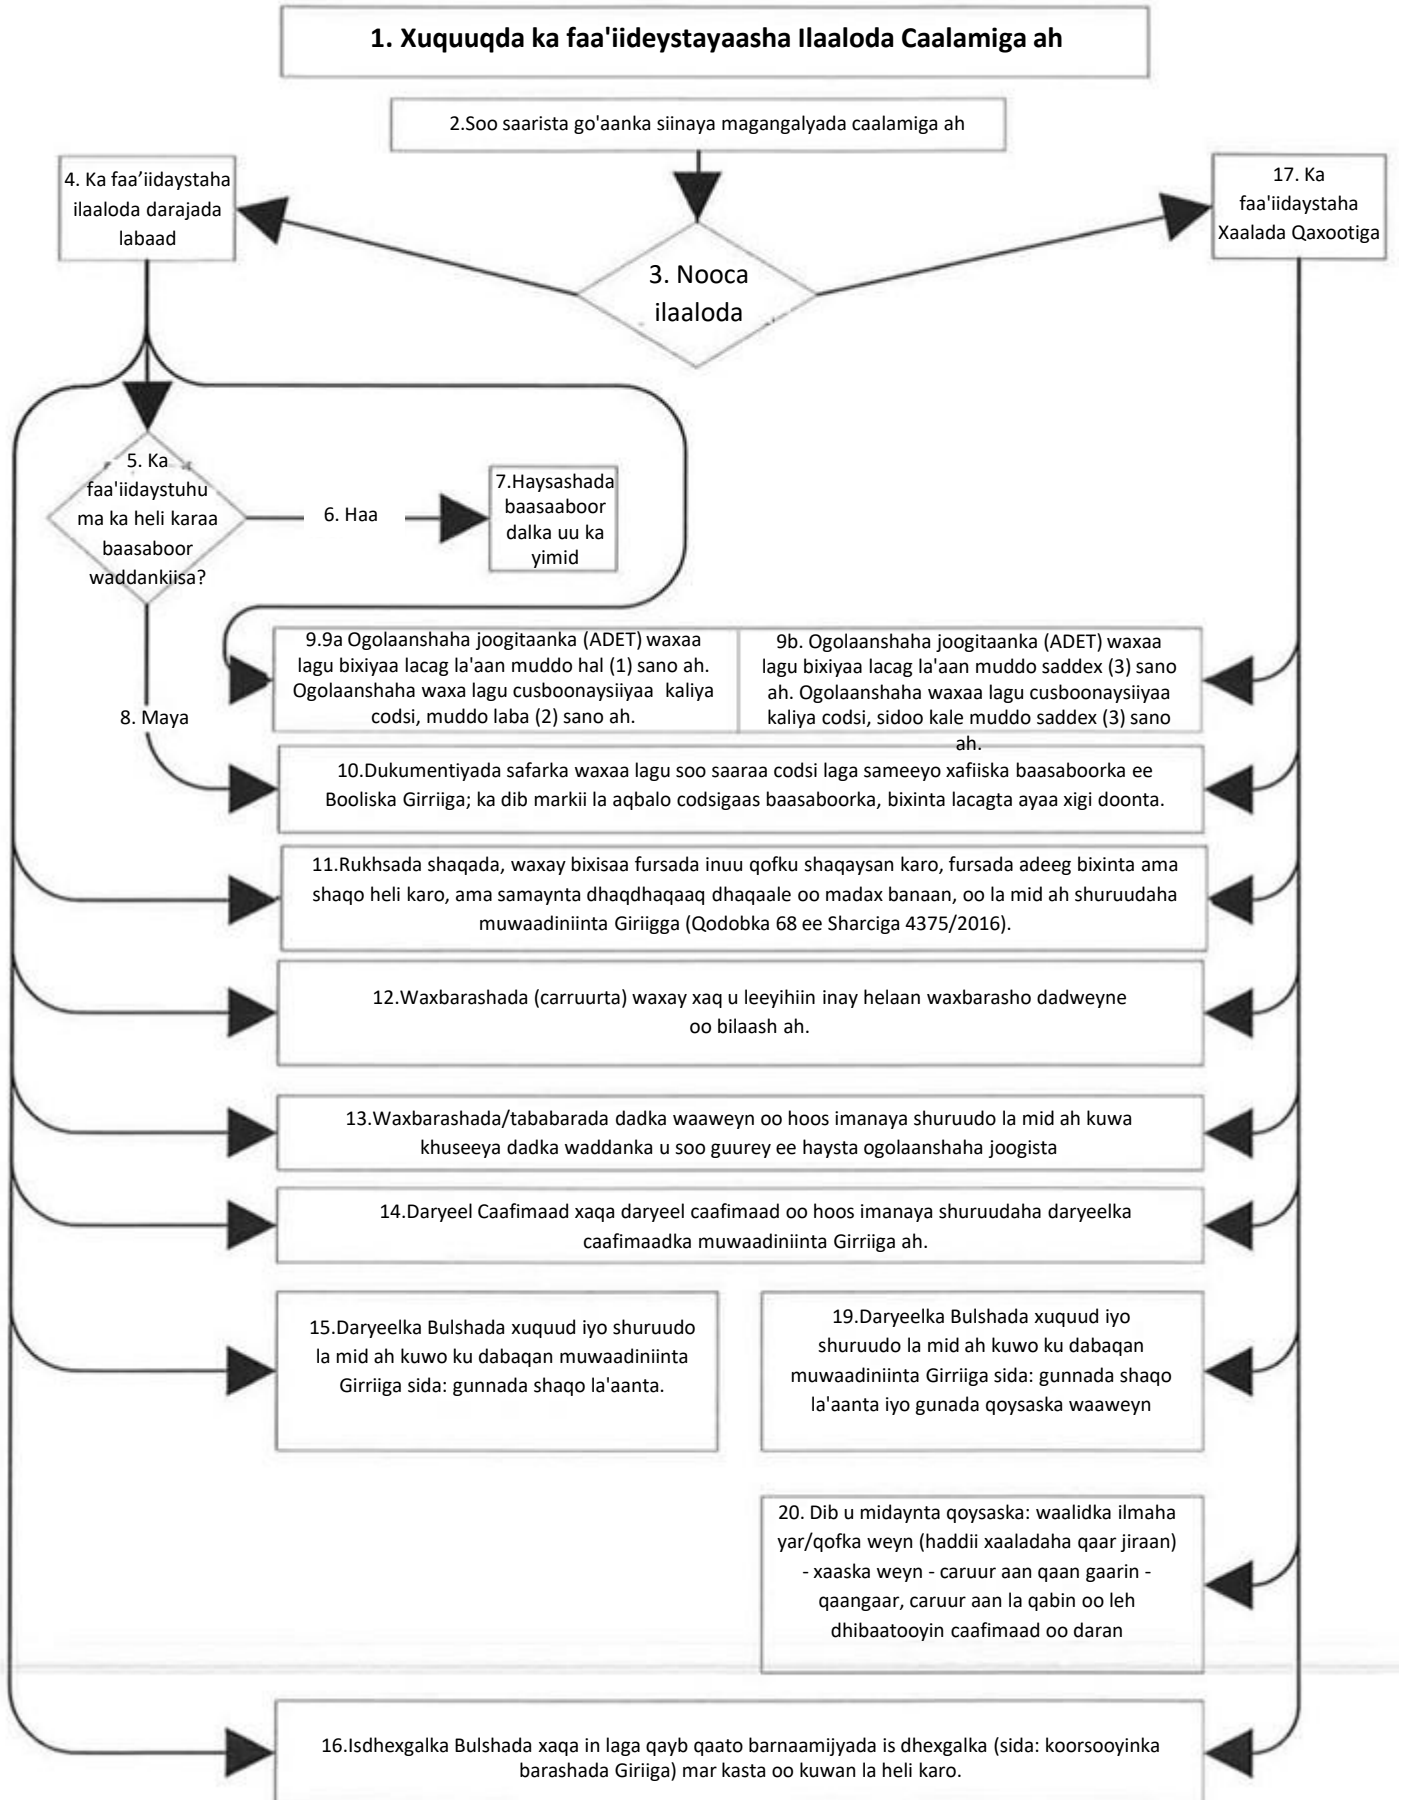 1. Xuquuqda ka faa'iideystayaasha Ilaaloda Caalamiga ah
2.Soo saarista go'aanka siinaya magangalyada caalamiga ah
4. Ka faa’iidaystaha
ilaaloda darajada
labaad
17. Ka
faa'iidaystaha
Xaalada Qaxootiga
3. Nooca
ilaaloda
5. Ka
faa'iidaystuhu
ma ka heli karaa
baasaboor
waddankiisa?
6. Haa
7.Haysashada
baasaaboor
dalka uu ka
yimid
8. Maya
9.9a Ogolaanshaha joogitaanka (ADET) waxaa
lagu bixiyaa lacag la'aan muddo hal (1) sano ah.
Ogolaanshaha waxa lagu cusboonaysiiyaa kaliya
codsi, muddo laba (2) sano ah.
9b. Ogolaanshaha joogitaanka (ADET) waxaa
lagu bixiyaa lacag la'aan muddo saddex (3) sano
ah. Ogolaanshaha waxaa lagu cusboonaysiiyaa
kaliya codsi, sidoo kale muddo saddex (3) sano
ah.
10.Dukumentiyada safarka waxaa lagu soo saaraa codsi laga sameeyo xafiiska baasaboorka ee
Booliska Girriiga; ka dib markii la aqbalo codsigaas baasaboorka, bixinta lacagta ayaa xigi doonta.
11.Rukhsada shaqada, waxay bixisaa fursada inuu qofku shaqaysan karo, fursada adeeg bixinta ama
shaqo heli karo, ama samaynta dhaqdhaqaaq dhaqaale oo madax banaan, oo la mid ah shuruudaha
muwaadiniinta Giriigga (Qodobka 68 ee Sharciga 4375/2016).
12.Waxbarashada (carruurta) waxay xaq u leeyihiin inay helaan waxbarasho dadweyne
oo bilaash ah.
13.Waxbarashada/tababarada dadka waaweyn oo hoos imanaya shuruudo la mid ah kuwa
khuseeya dadka waddanka u soo guurey ee haysta ogolaanshaha joogista
14.Daryeel Caafimaad xaqa daryeel caafimaad oo hoos imanaya shuruudaha daryeelka
caafimaadka muwaadiniinta Girriiga ah.
15.Daryeelka Bulshada xuquud iyo shuruudo
la mid ah kuwo ku dabaqan muwaadiniinta
Girriiga sida: gunnada shaqo la'aanta.
19.Daryeelka Bulshada xuquud iyo
shuruudo la mid ah kuwo ku dabaqan
muwaadiniinta Girriiga sida: gunnada shaqo
la'aanta iyo gunada qoysaska waaweyn
20. Dib u midaynta qoysaska: waalidka ilmaha
yar/qofka weyn (haddii xaaladaha qaar jiraan)
- xaaska weyn - caruur aan qaan gaarin -
qaangaar, caruur aan la qabin oo leh
dhibaatooyin caafimaad oo daran
16.Isdhexgalka Bulshada xaqa in laga qayb qaato barnaamijyada is dhexgalka (sida: koorsooyinka
barashada Giriiga) mar kasta oo kuwan la heli karo.